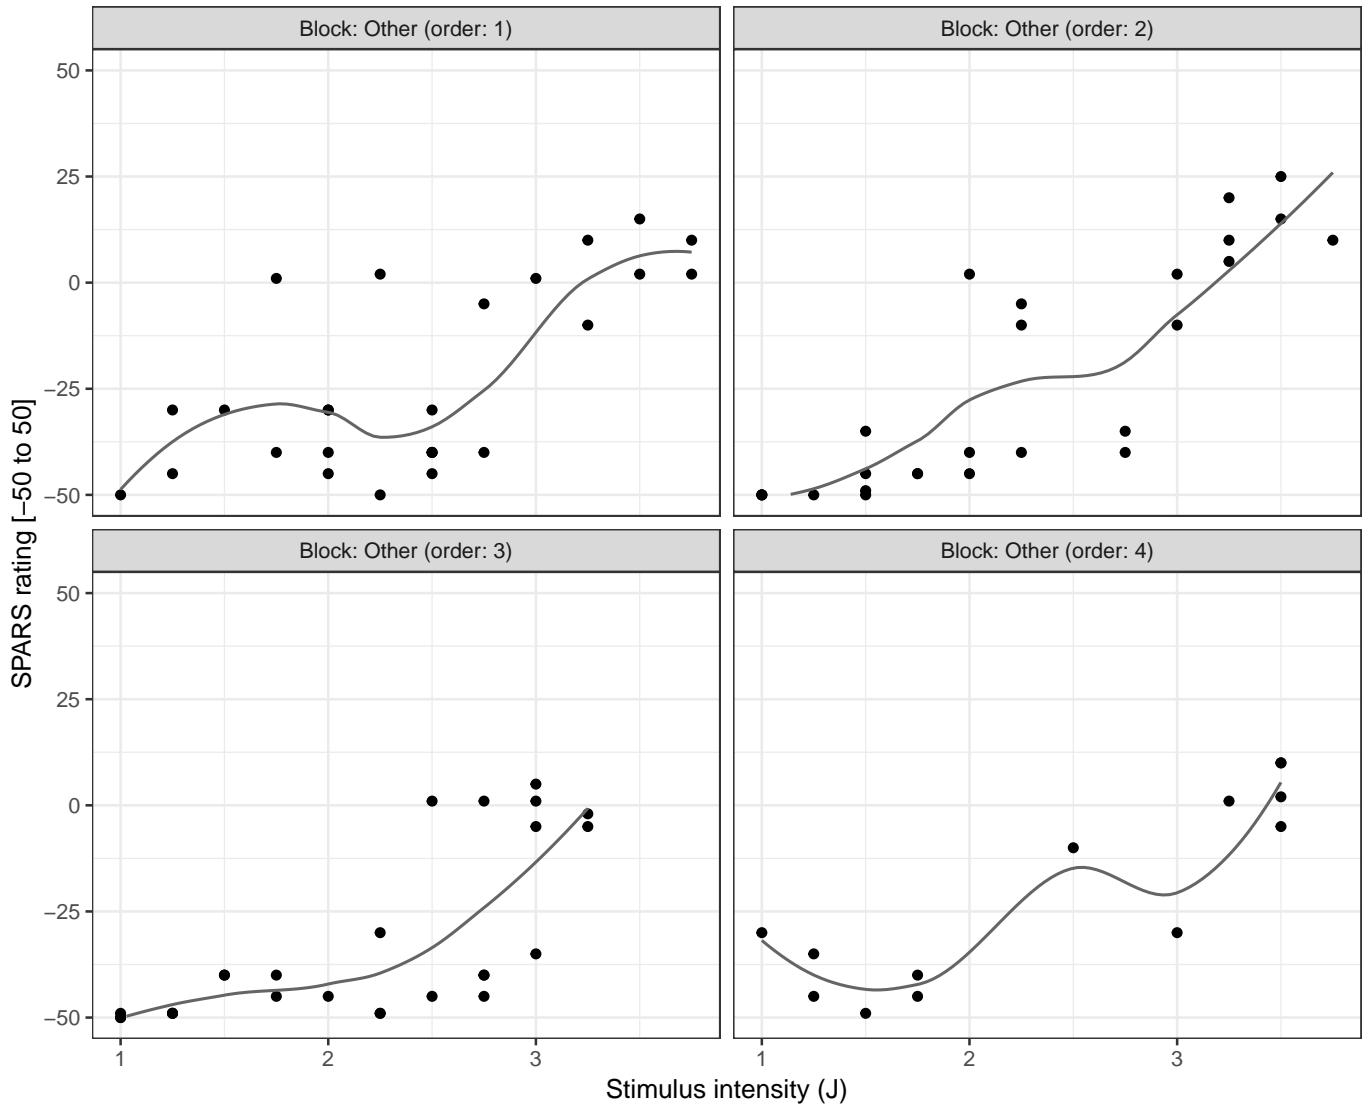 Block: Other (order: 1)
Block: Other (order: 2)
50
25
0
−25
−50
Block: Other (order: 3)
Block: Other (order: 4)
50
25
0
−25
−50
1
2
3
1
2
3
Stimulus intensity (J)
SPARS rating [−50 to 50]